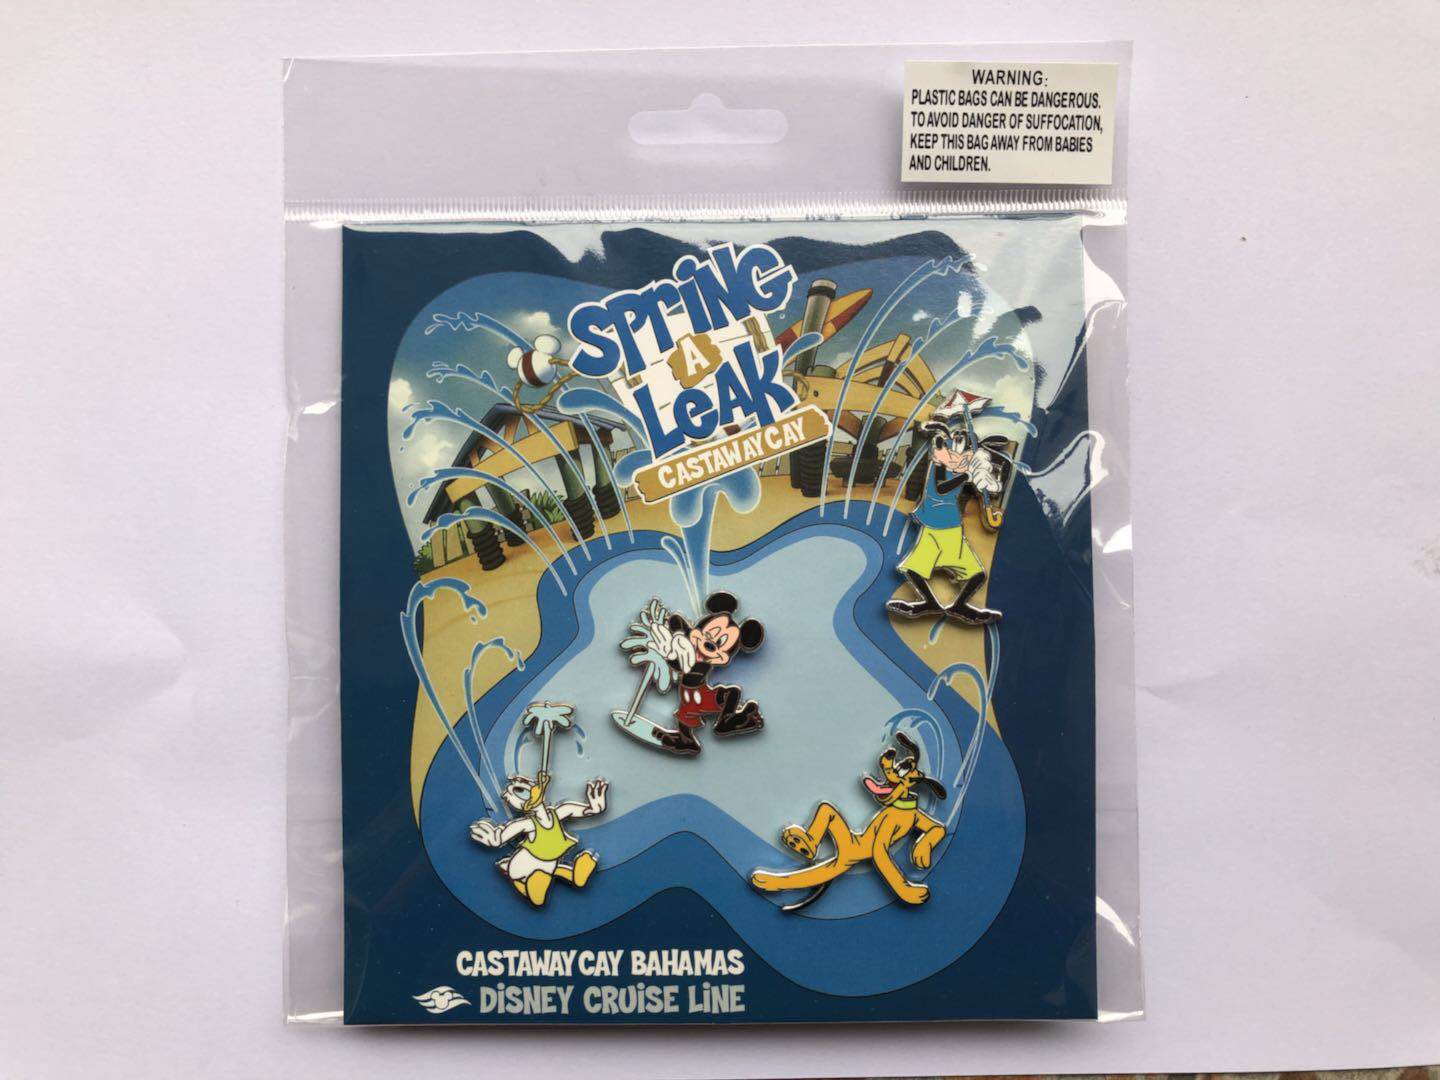 WARNING:
PLASTIC BAGS CAN BE DANGEROUS.
TO AVOID DANGER OF SUFFOCATION,
KEEP THIS BAG AWAY FROM BABIES
AND CHILDREN.
SPriNG
A
LeAK
CASTAWAY CAY
CASTAWAY CAY BAHAMAS
DiSNEY CRUiSE LiNE